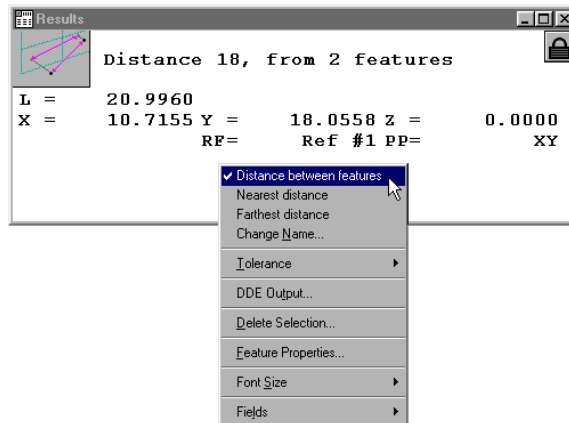 Results
Distance 18, from 2 features
L = 20.9960
X = 10.7155 Y = 18.0558 Z = 0.0000
RF= Ref #1 PP= XY
Distance between features
Nearest distance
Farthest distance
Change Name...
Tolerance
DDE Output...
Delete Selection...
Feature Properties...
Font Size
Fields